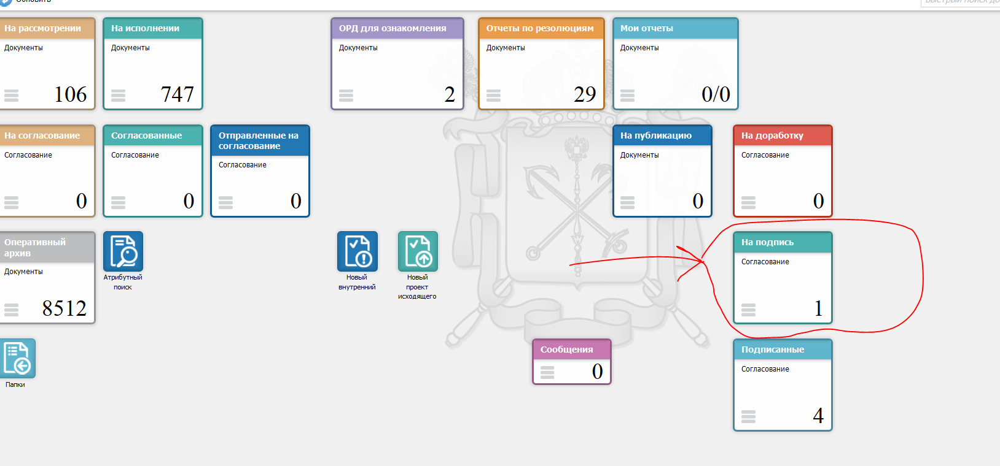 Обновить
Быстрый поиск до
На рассмотрении
Документы
106
На исполнении
Документы
747
ОРД для ознакомления
Документы
2
Отчеты по резолюциям
Документы
29
Мои отчеты
Документы
0/0
На согласование
Согласование
0
Согласованные
Согласование
0
Отправленные на
согласование
Согласование
0
На публикацию
Документы
0
На доработку
Согласование
0
Оперативный
архив
Документы
8512
Атрибутный
поиск
Новый
внутренний
Новый
проект
исходящего
На подпись
Согласование
1
Папки
Сообщения
0
Подписанные
Согласование
4